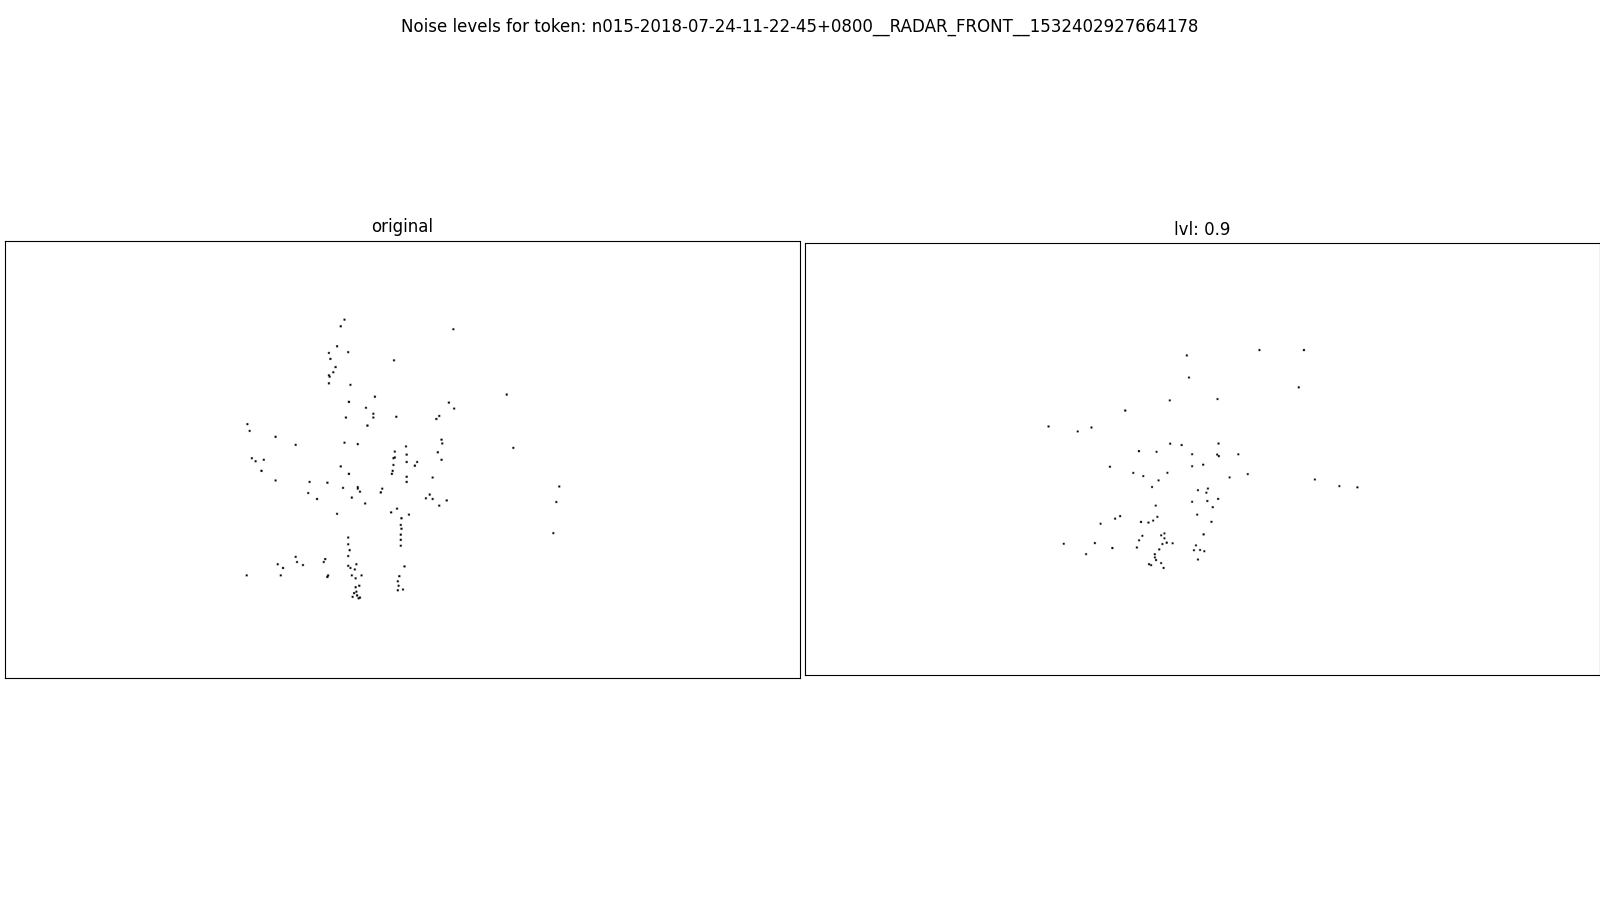 Noise levels for token: n015-2018-07-24-11-22-45+0800__RADAR_FRONT__1532402927664178
original
lvl: 0.9